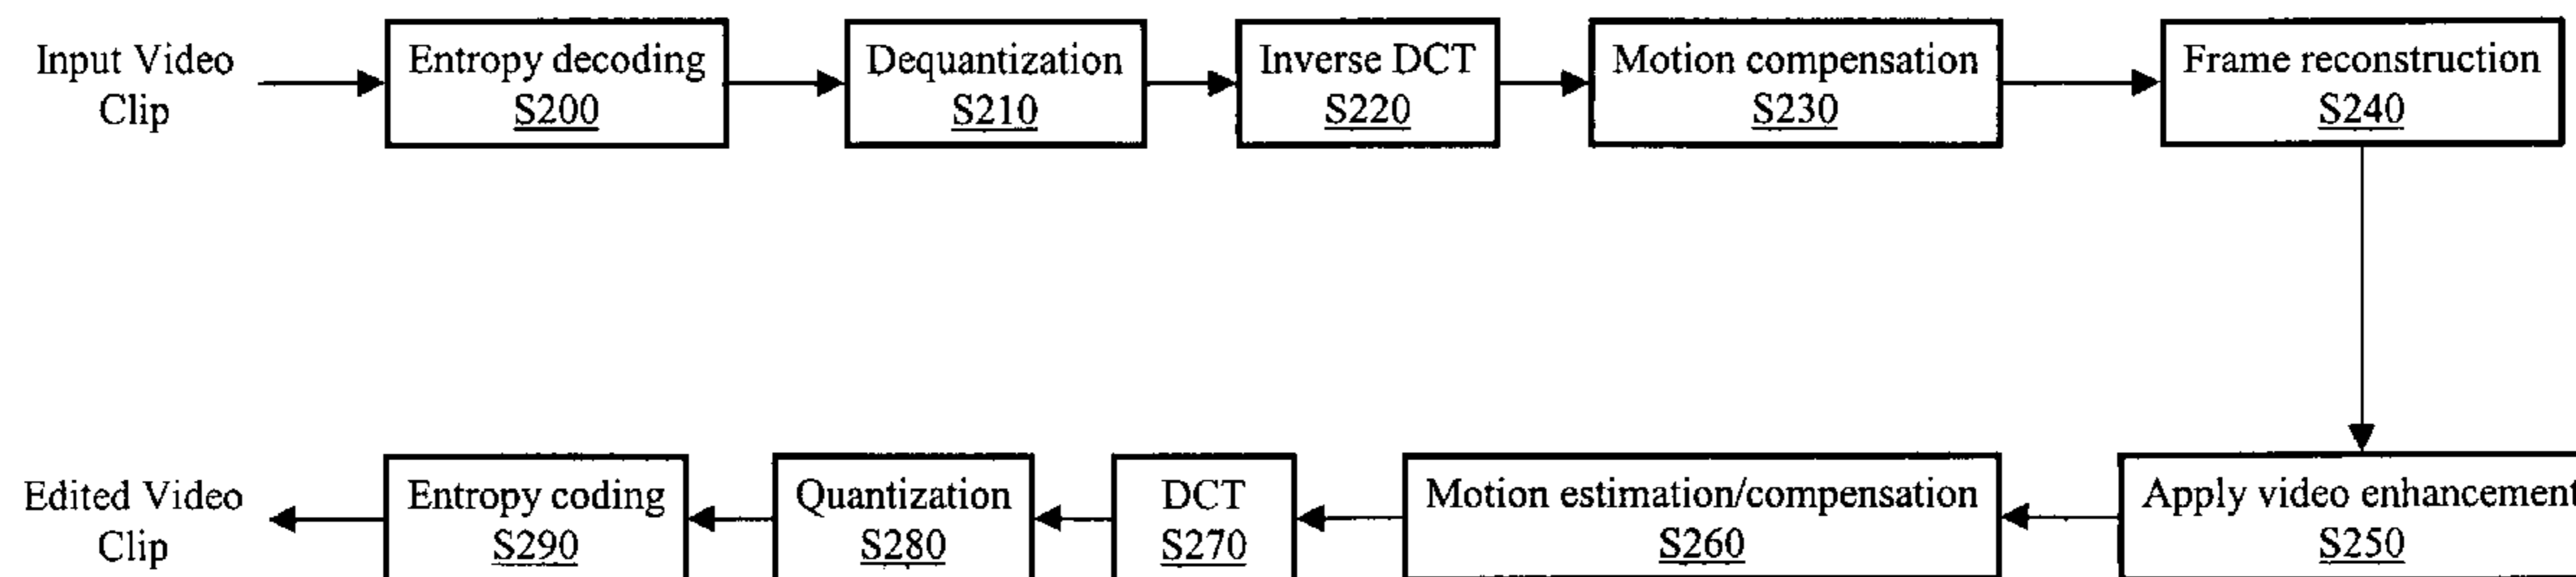 Input Video
Clip
Entropy decoding
S200
Dequantization
S210
Inverse DCT
S220
Motion compensation
S230
Frame reconstruction
S240
Edited Video
Clip
Entropy coding
S290
Quantization
S280
DCT
S270
Motion estimation/compensation
S260
Apply video enhancement
S250